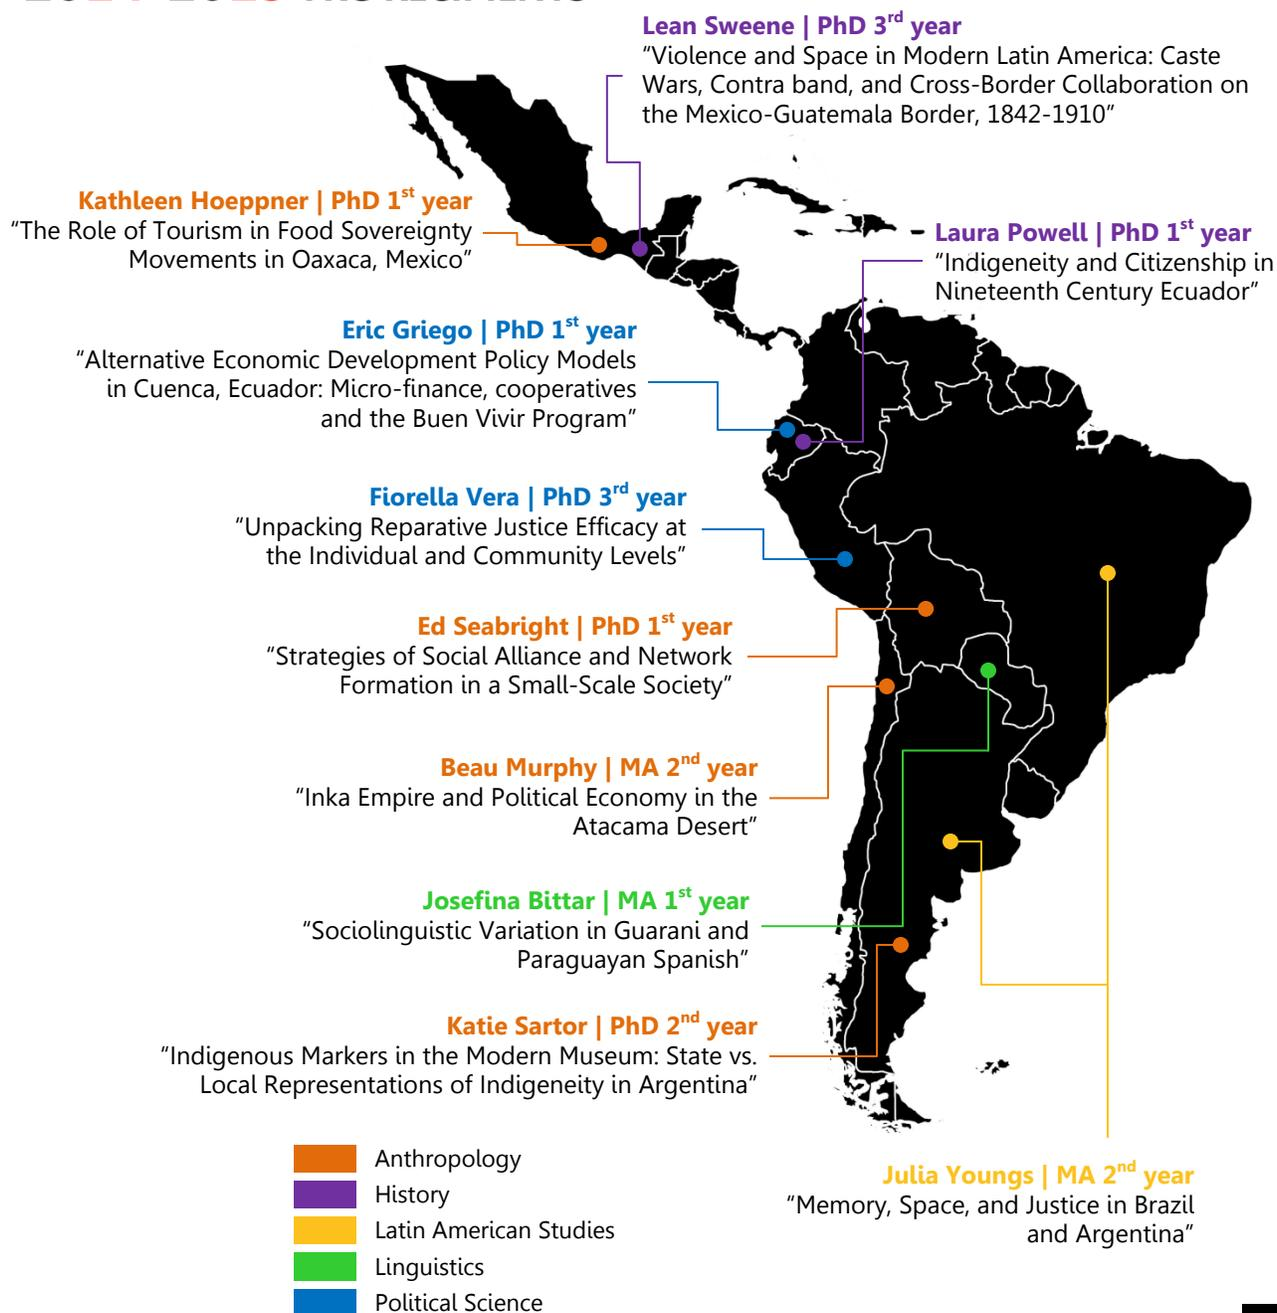 Lean Sweene | PhD 3rd year
“Violence and Space in Modern Latin America: Caste
Wars, Contra band, and Cross-Border Collaboration on
the Mexico-Guatemala Border, 1842-1910”
Kathleen Hoeppner | PhD 1st year
“The Role of Tourism in Food Sovereignty
Movements in Oaxaca, Mexico”
Laura Powell | PhD 1st year
“Indigeneity and Citizenship in
Nineteenth Century Ecuador”
Eric Griego | PhD 1st year
“Alternative Economic Development Policy Models
in Cuenca, Ecuador: Micro-finance, cooperatives
and the Buen Vivir Program”
Fiorella Vera | PhD 3rd year
“Unpacking Reparative Justice Efficacy at
the Individual and Community Levels”
Ed Seabright | PhD 1st year
“Strategies of Social Alliance and Network
Formation in a Small-Scale Society”
Beau Murphy | MA 2nd year
“Inka Empire and Political Economy in the
Atacama Desert”
Josefina Bittar | MA 1st year
“Sociolinguistic Variation in Guarani and
Paraguayan Spanish”
Katie Sartor | PhD 2nd year
“Indigenous Markers in the Modern Museum: State vs.
Local Representations of Indigeneity in Argentina”
Julia Youngs | MA 2nd year
“Memory, Space, and Justice in Brazil
and Argentina”
Anthropology
History
Latin American Studies
Linguistics
Political Science